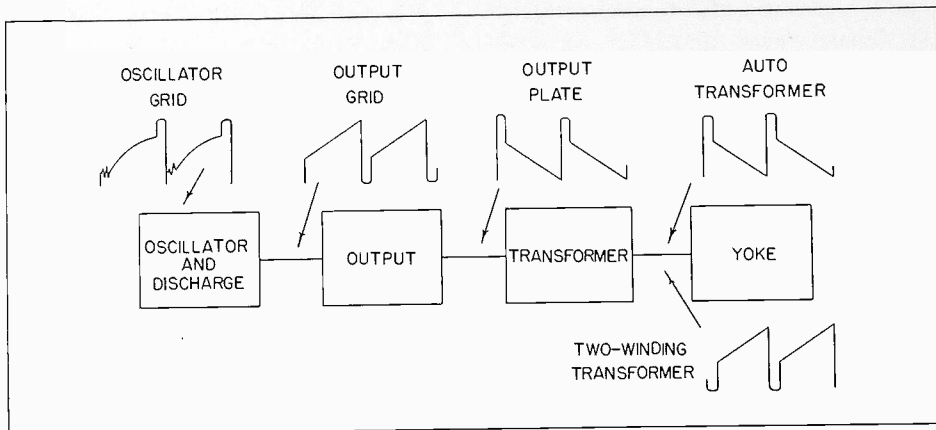 OSCILLATOR
GRID
OUTPUT
GRID
OUTPUT
PLATE
AUTO
TRANSFORMER
OSCILLATOR
AND
DISCHARGE
OUTPUT
TRANSFORMER
YOKE
TWO-WINDING
TRANSFORMER